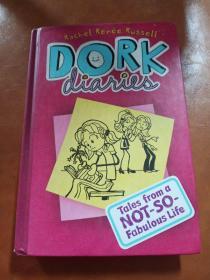 Rachel Renée Russell
DORK
diaries
Tales from a
NOT-SO-
Fabulous Life